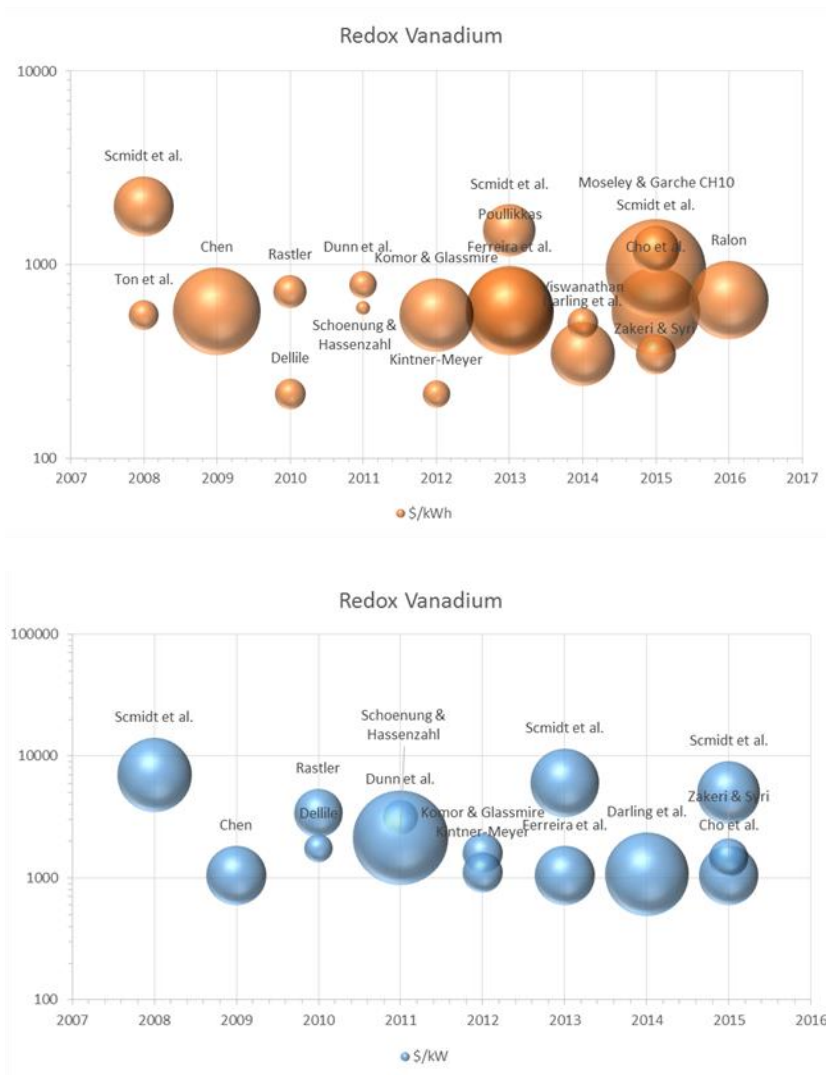 Redox Vanadium
10000
Scmidt et al.
Scmidt et al.
Moseley & Garche CH10
Poullikkas
Scmidt et al.
Chen
Rastler
Dunn et al.
Ferreira et al.
Cho et al.
Ralon
Komor & Glassmire
1000
Ton et al.
Viswanathan
Darling et al.
Schoenung &
Hassenzahl
Zakeri & Syri
Dellile
Kintner-Meyer
100
2007 2008 2009 2010 2011 2012 2013 2014 2015 2016 2017
$/kWh
Redox Vanadium
100000
Scmidt et al.
Schoenung &
Hassenzahl
Scmidt et al.
Scmidt et al.
10000
Rastler
Dunn et al.
Zakeri & Syri
Dellile
Komor & Glassmire
Darling et al.
Chen
Kintner-Meyer
Ferreira et al.
Cho et al.
1000
100
2007 2008 2009 2010 2011 2012 2013 2014 2015 2016
$/kW